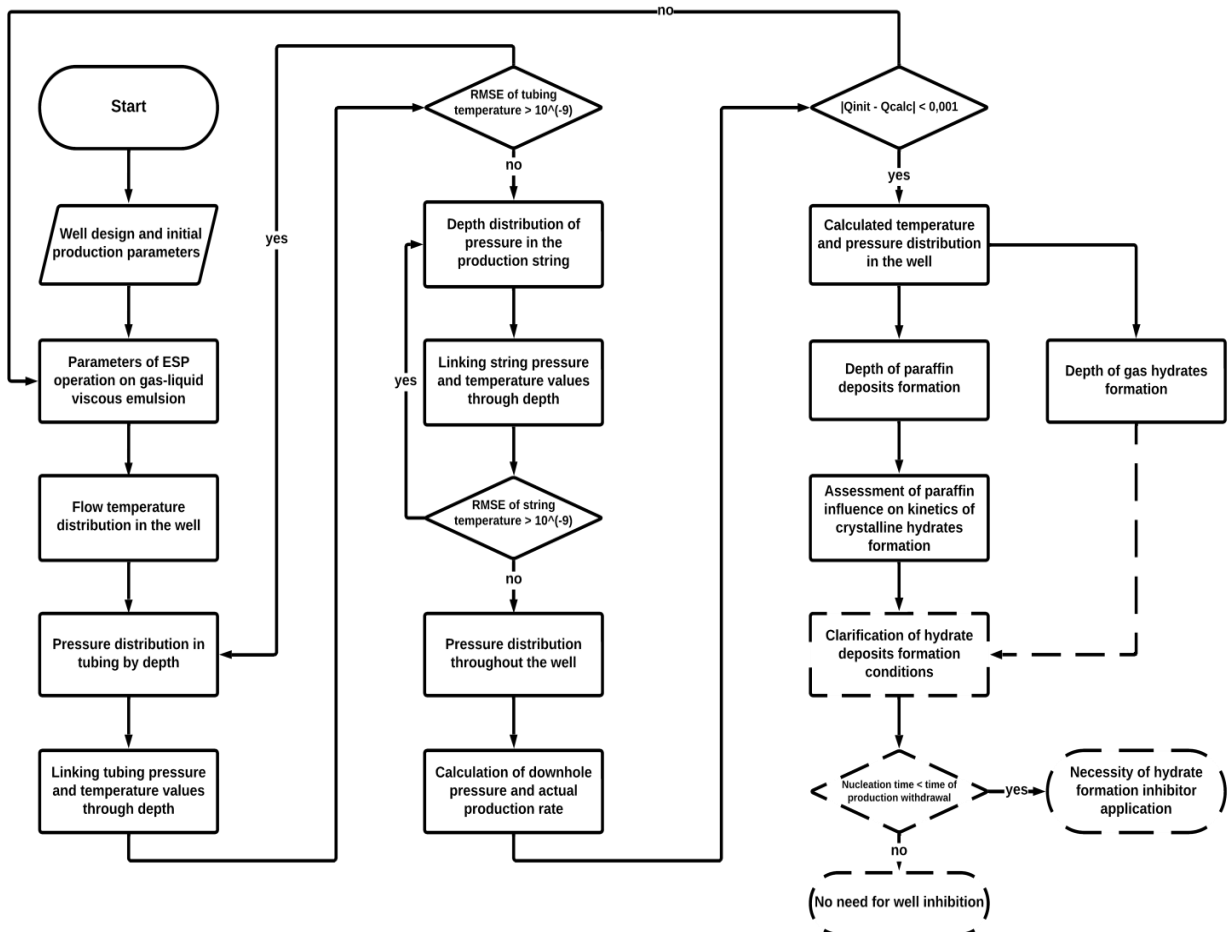 no
Start
Well design and initial
production parameters
Parameters of ESP
operation on gas-liquid
viscous emulsion
Flow temperature
distribution in the well
Pressure distribution in
tubing by depth
Linking tubing pressure
and temperature values
through depth
yes
RMSE of tubing
temperature > 10^(-9)
no
Depth distribution of
pressure in the
production string
Linking string pressure
and temperature values
through depth
yes
RMSE of string
temperature > 10^(-9)
no
Pressure distribution
throughout the well
Calculation of downhole
pressure and actual
production rate
|Qinit - Qcalc| < 0,001
yes
Calculated temperature
and pressure distribution
in the well
Depth of paraffin
deposits formation
Depth of gas hydrates
formation
Assessment of paraffin
influence on kinetics of
crystalline hydrates
formation
Clarification of hydrate
deposits formation
conditions
Nucleation time < time of
production withdrawal
yes
Necessity of hydrate
formation inhibitor
application
no
No need for well inhibition